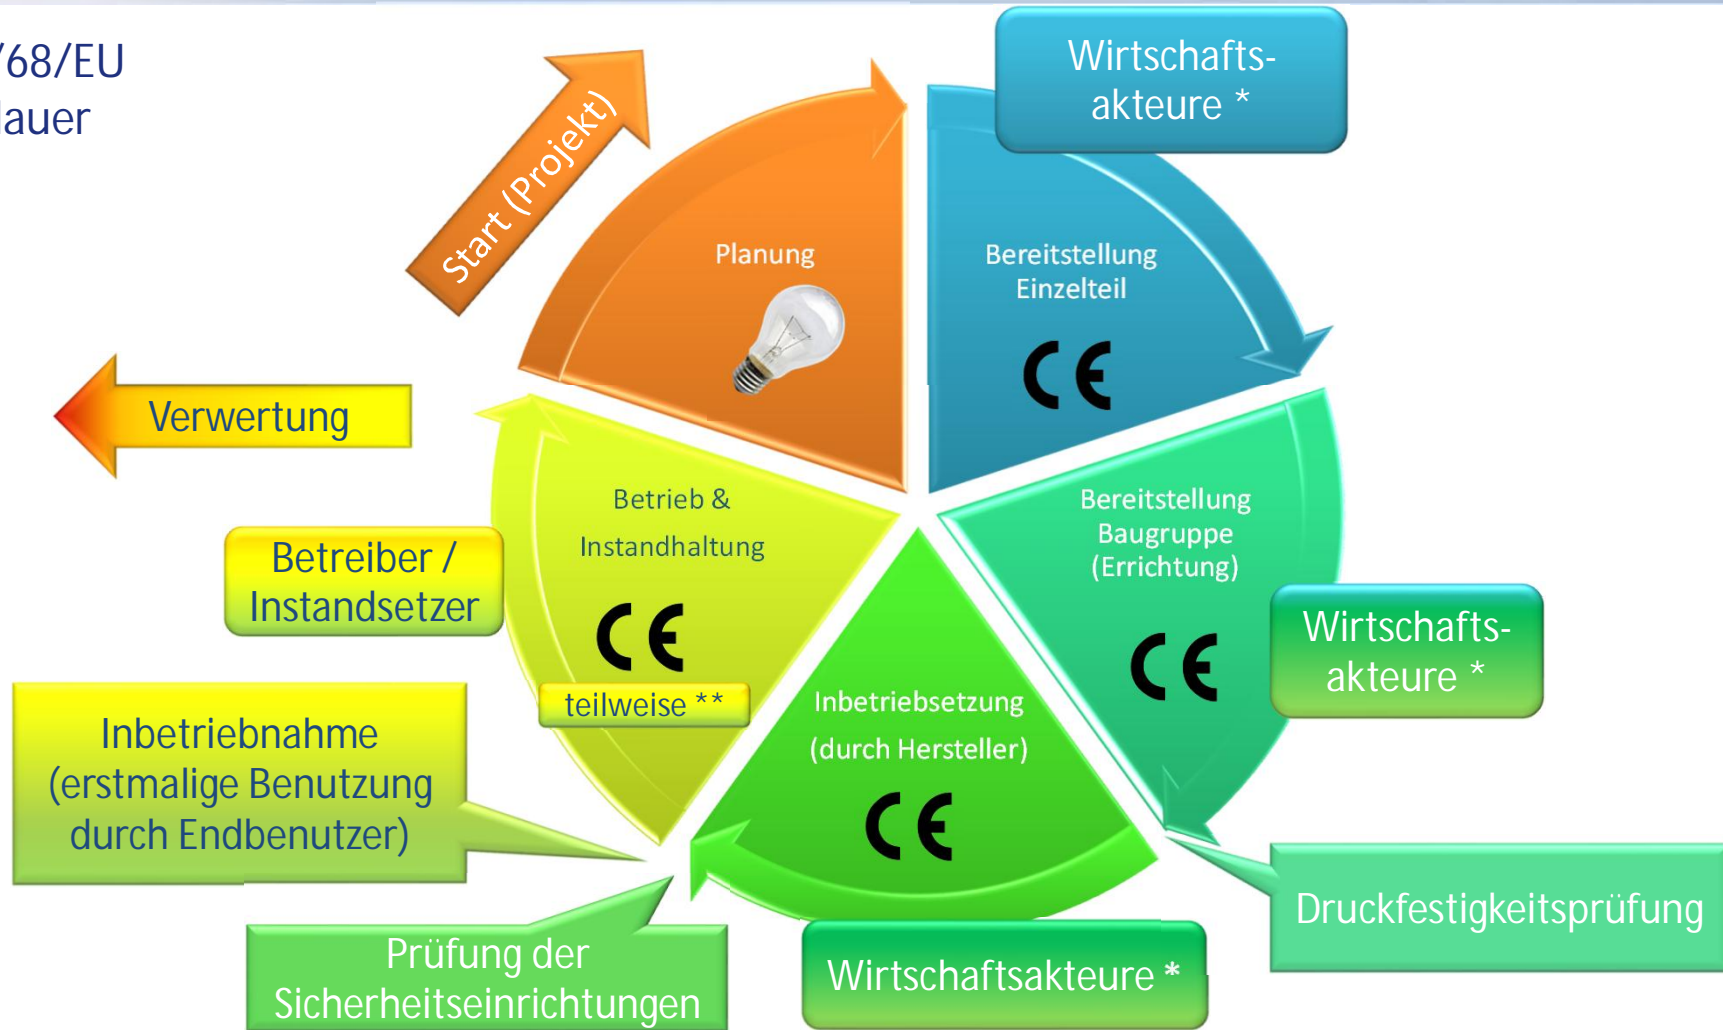 /68/EU
lauer
Start (Projekt)
Wirtschafts-
akteure *
Planung
Bereitstellung
Einzelteil
CE
Verwertung
Betrieb &
Instandhaltung
CE
teilweise **
Betreiber /
Instandsetzer
Bereitstellung
Baugruppe
(Errichtung)
CE
Wirtschafts-
akteure *
Inbetriebsetzung
(durch Hersteller)
CE
Inbetriebnahme
(erstmalige Benutzung
durch Endbenutzer)
Druckfestigkeitsprüfung
Prüfung der
Sicherheitseinrichtungen
Wirtschaftsakteure *